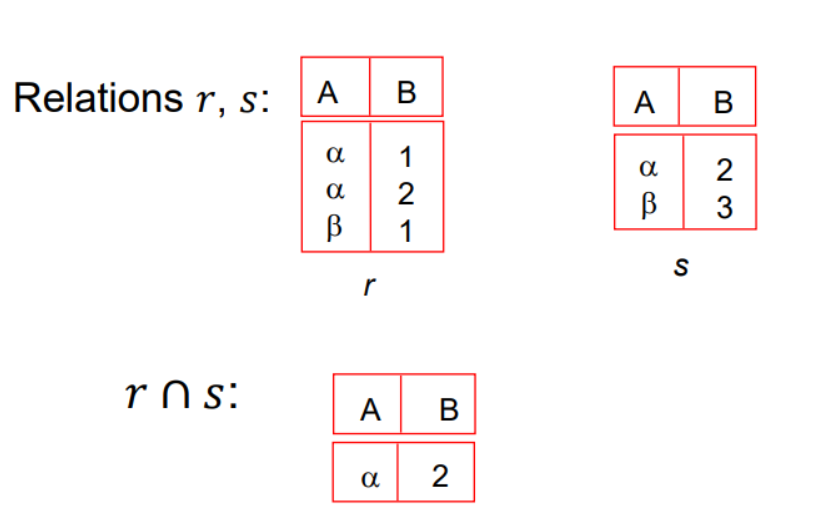 Relations r, s:
A B
α 1
α 2
β 1
r
A B
α 2
β 3
s
r ∩ s:
A B
α 2